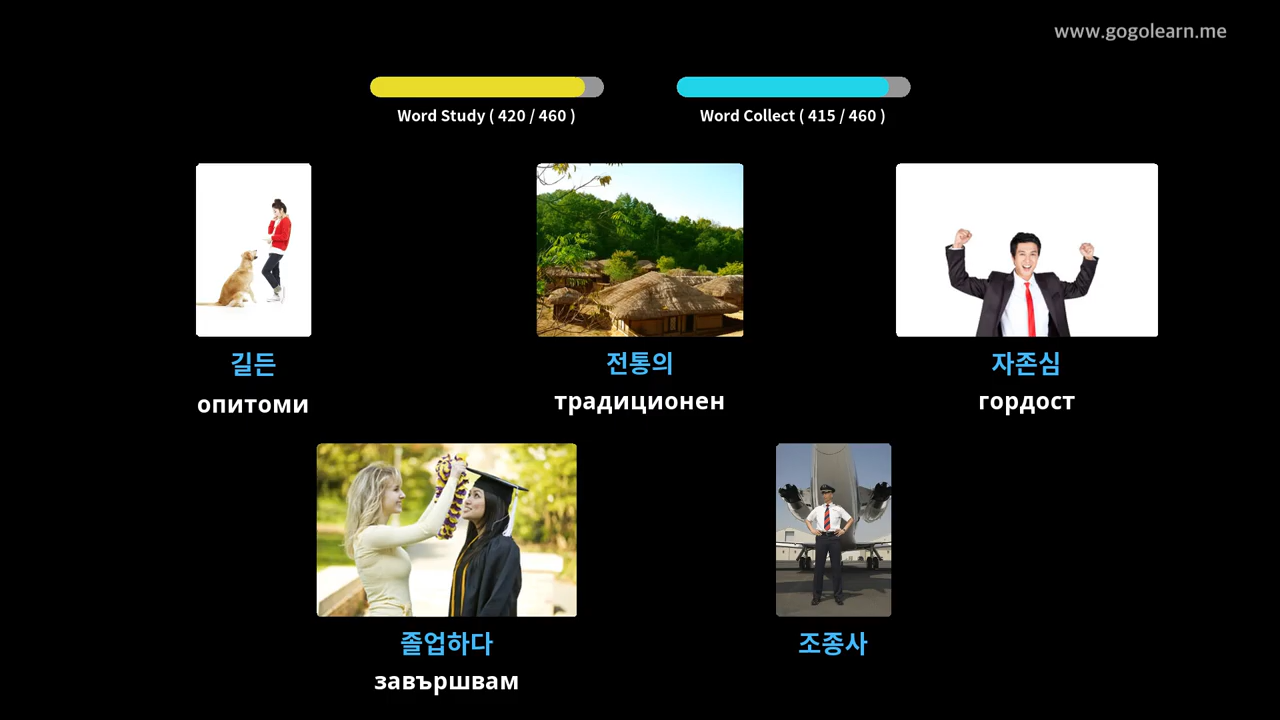 www.gogolearn.me
Word Study ( 420 / 460 )
Word Collect ( 415 / 460 )
길든
전통의
자존심
опитоми
традиционен
гордост
졸업하다
조종사
завършвам